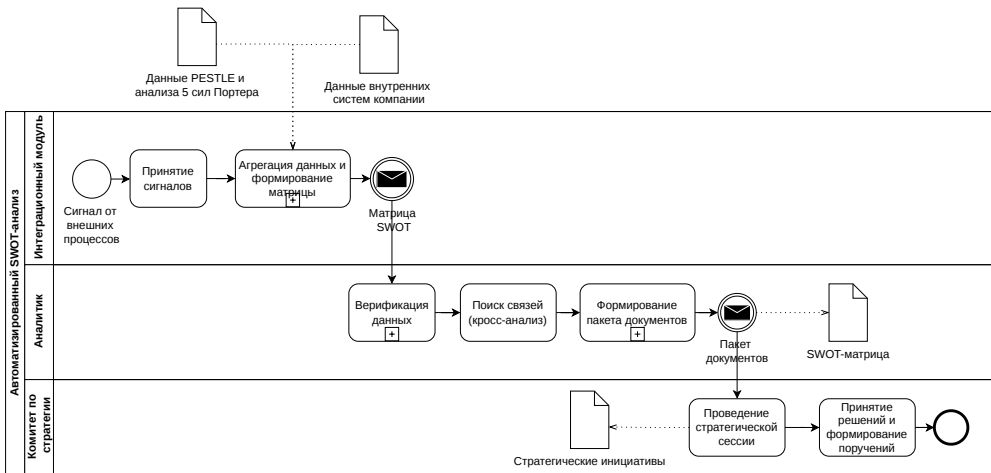 Данные PESTLE и
анализа 5 сил Портера
Данные внутренних
систем компании
Автоматизированный SWOT-анализ
Интеграционный модуль
Сигнал от
внешних
процессов
Принятие
сигналов
Агрегация данных и
формирование
матрицы
Матрица
SWOT
Аналитик
Верификация
данных
Поиск связей
(кросс-анализ)
Формирование
пакета документов
Пакет
документов
SWOT-матрица
Комитет по
стратегии
Стратегические инициативы
Проведение
стратегической
сессии
Принятие
решений и
формирование
поручений